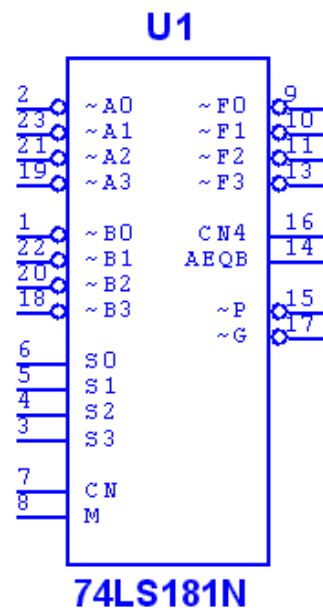 U1
2 ~A0 ~F0 9
23 ~A1 ~F1 10
21 ~A2 ~F2 11
19 ~A3 ~F3 13
1 ~B0 CN4 16
22 ~B1 AEQB 14
20 ~B2
18 ~B3 ~P 15
~G 17
6 S0
5 S1
4 S2
3 S3
7 CN
8 M
74LS181N